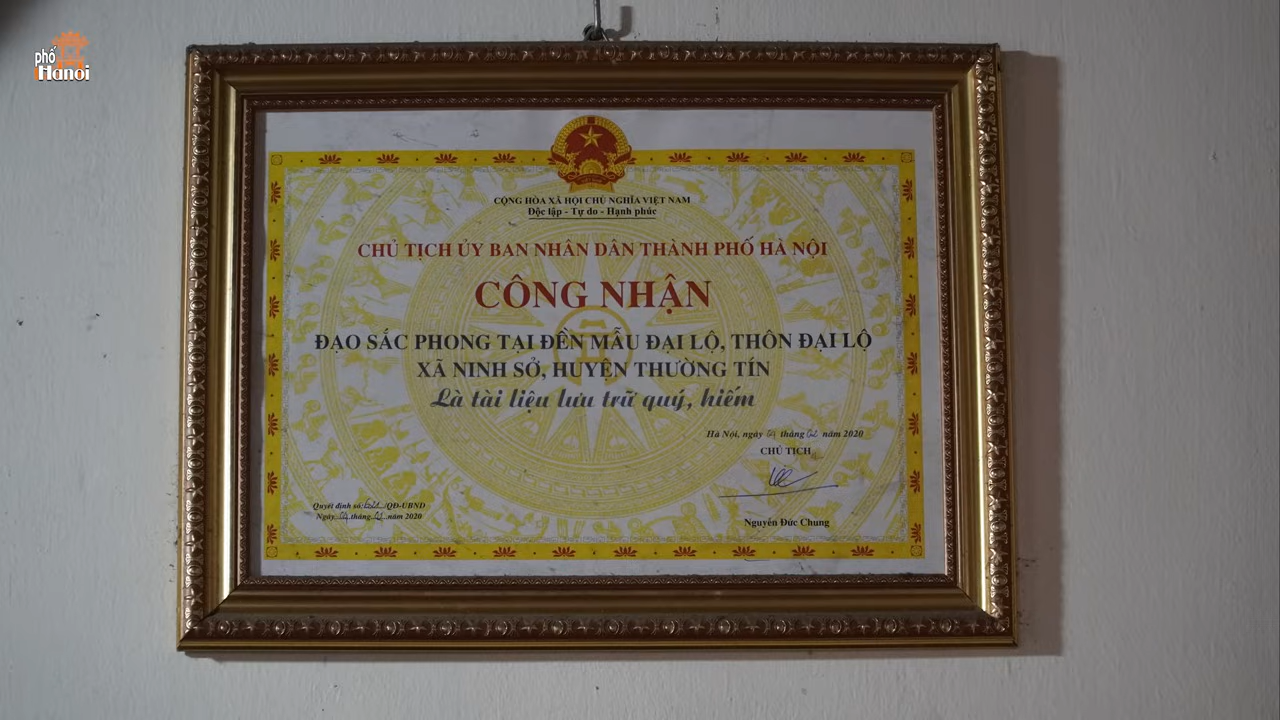 phố
Hanoi
CỘNG HÒA XÃ HỘI CHỦ NGHĨA VIỆT NAM
Độc lập - Tự do - Hạnh phúc
CHỦ TỊCH ỦY BAN NHÂN DÂN THÀNH PHỐ HÀ NỘI
CÔNG NHẬN
ĐẠO SẮC PHONG TẠI ĐỀN MẪU ĐẠI LỘ, THÔN ĐẠI LỘ
XÃ NINH SỞ, HUYỆN THƯỜNG TÍN
Là tài liệu lưu trữ quý, hiếm
Hà Nội, ngày tháng 02 năm 2020
CHỦ TỊCH
Quyết định số: /QĐ-UBND
Ngày tháng năm 2020
Nguyễn Đức Chung